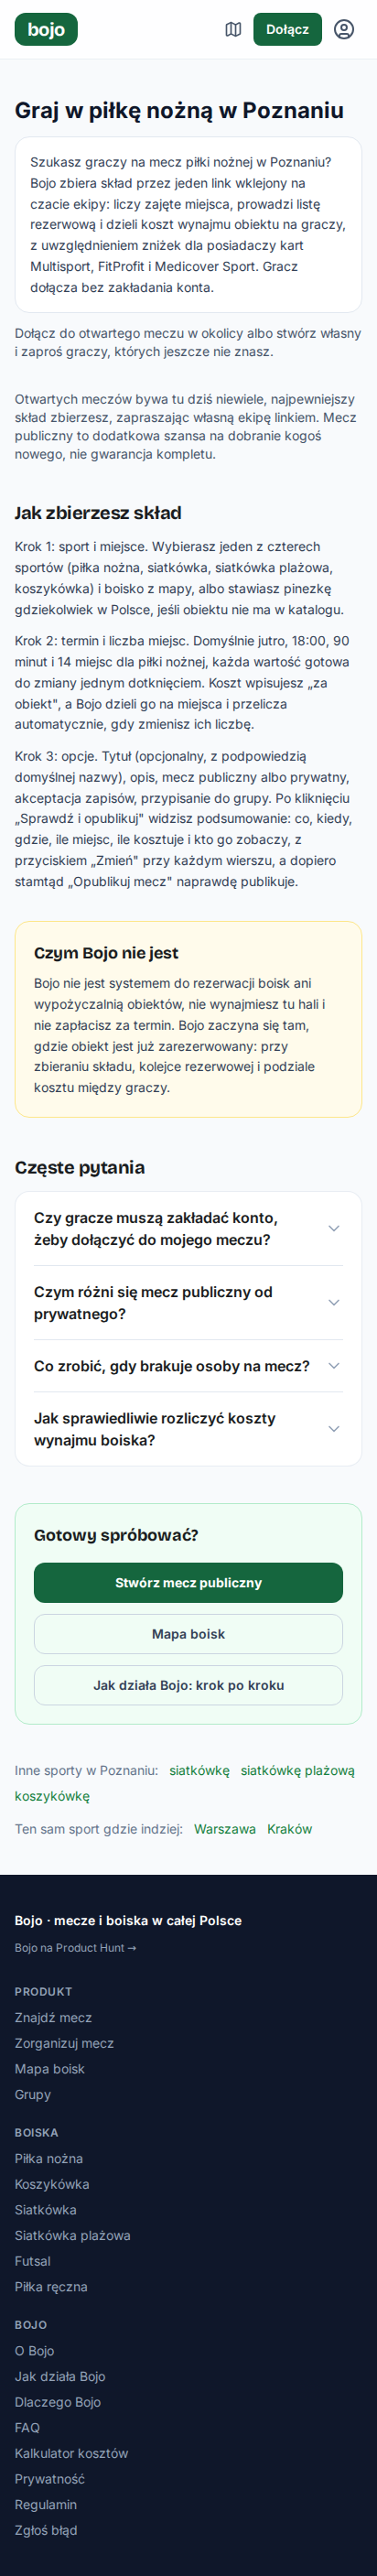 bojo
Dołącz
Graj w piłkę nożną w Poznaniu
Szukasz graczy na mecz piłki nożnej w Poznaniu?
Bojo zbiera skład przez jeden link wklejony na
czacie ekipy: liczy zajęte miejsca, prowadzi listę
rezerwową i dzieli koszt wynajmu obiektu na graczy,
z uwzględnieniem zniżek dla posiadaczy kart
Multisport, FitProfit i Medicover Sport. Gracz
dołącza bez zakładania konta.
Dołącz do otwartego meczu w okolicy albo stwórz własny
i zaproś graczy, których jeszcze nie znasz.
Otwartych meczów bywa tu dziś niewiele, najpewniejszy
skład zbierzesz, zapraszając własną ekipę linkiem. Mecz
publiczny to dodatkowa szansa na dobranie kogoś
nowego, nie gwarancja kompletu.
Jak zbierzesz skład
Krok 1: sport i miejsce. Wybierasz jeden z czterech
sportów (piłka nożna, siatkówka, siatkówka plażowa,
koszykówka) i boisko z mapy, albo stawiasz pinezkę
gdziekolwiek w Polsce, jeśli obiektu nie ma w katalogu.
Krok 2: termin i liczba miejsc. Domyślnie jutro, 18:00, 90
minut i 14 miejsc dla piłki nożnej, każda wartość gotowa
do zmiany jednym dotknięciem. Koszt wpisujesz „za
obiekt", a Bojo dzieli go na miejsca i przelicza
automatycznie, gdy zmienisz ich liczbę.
Krok 3: opcje. Tytuł (opcjonalny, z podpowiedzią
domyślnej nazwy), opis, mecz publiczny albo prywatny,
akceptacja zapisów, przypisanie do grupy. Po kliknięciu
„Sprawdź i opublikuj" widzisz podsumowanie: co, kiedy,
gdzie, ile miejsc, ile kosztuje i kto go zobaczy, z
przyciskiem „Zmień" przy każdym wierszu, a dopiero
stamtąd „Opublikuj mecz" naprawdę publikuje.
Czym Bojo nie jest
Bojo nie jest systemem do rezerwacji boisk ani
wypożyczalnią obiektów, nie wynajmiesz tu hali i
nie zapłacisz za termin. Bojo zaczyna się tam,
gdzie obiekt jest już zarezerwowany: przy
zbieraniu składu, kolejce rezerwowej i podziale
kosztu między graczy.
Częste pytania
Czy gracze muszą zakładać konto,
żeby dołączyć do mojego meczu?
Czym różni się mecz publiczny od
prywatnego?
Co zrobić, gdy brakuje osoby na mecz?
Jak sprawiedliwie rozliczyć koszty
wynajmu boiska?
Gotowy spróbować?
Stwórz mecz publiczny
Mapa boisk
Jak działa Bojo: krok po kroku
Inne sporty w Poznaniu: siatkówkę siatkówkę plażową
koszykówkę
Ten sam sport gdzie indziej: Warszawa Kraków
Bojo · mecze i boiska w całej Polsce
Bojo na Product Hunt →
PRODUKT
Znajdź mecz
Zorganizuj mecz
Mapa boisk
Grupy
BOISKA
Piłka nożna
Koszykówka
Siatkówka
Siatkówka plażowa
Futsal
Piłka ręczna
BOJO
O Bojo
Jak działa Bojo
Dlaczego Bojo
FAQ
Kalkulator kosztów
Prywatność
Regulamin
Zgłoś błąd